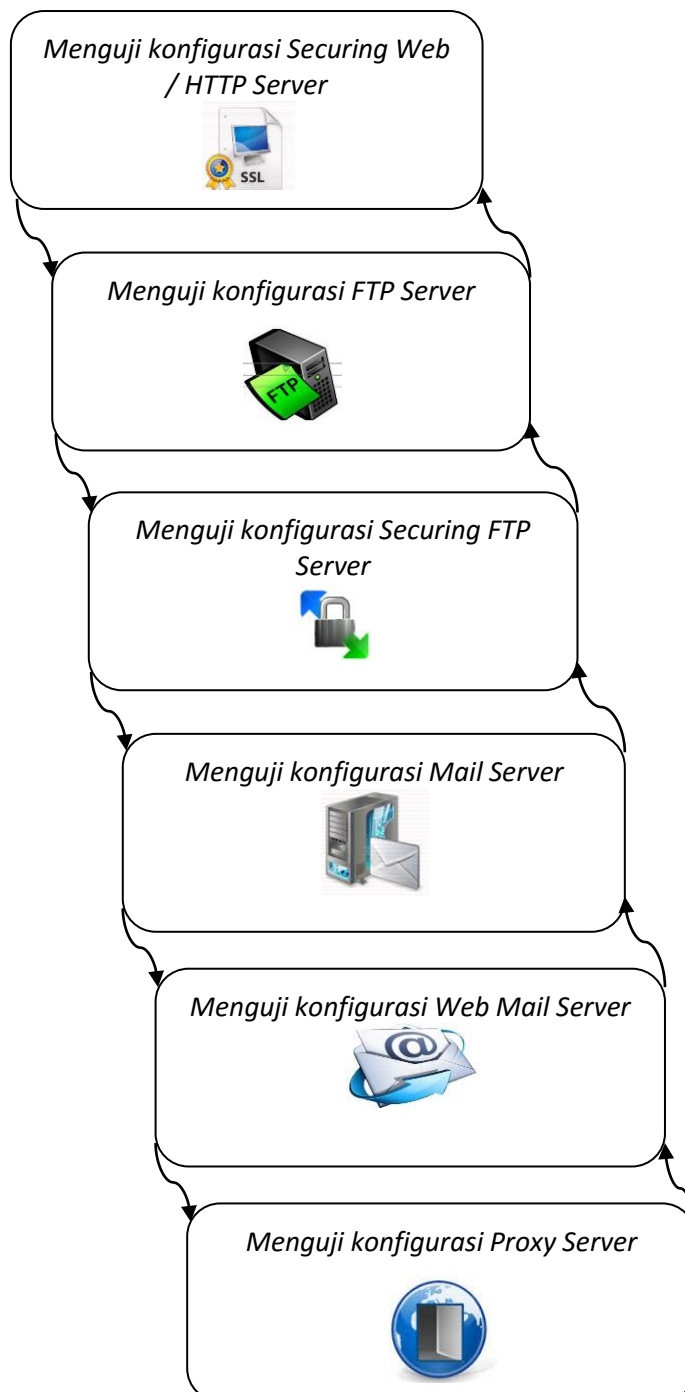 Menguji konfigurasi Securing Web
/ HTTP Server
SSL
Menguji konfigurasi FTP Server
FTP
Menguji konfigurasi Securing FTP
Server
Menguji konfigurasi Mail Server
Menguji konfigurasi Web Mail Server
@
Menguji konfigurasi Proxy Server